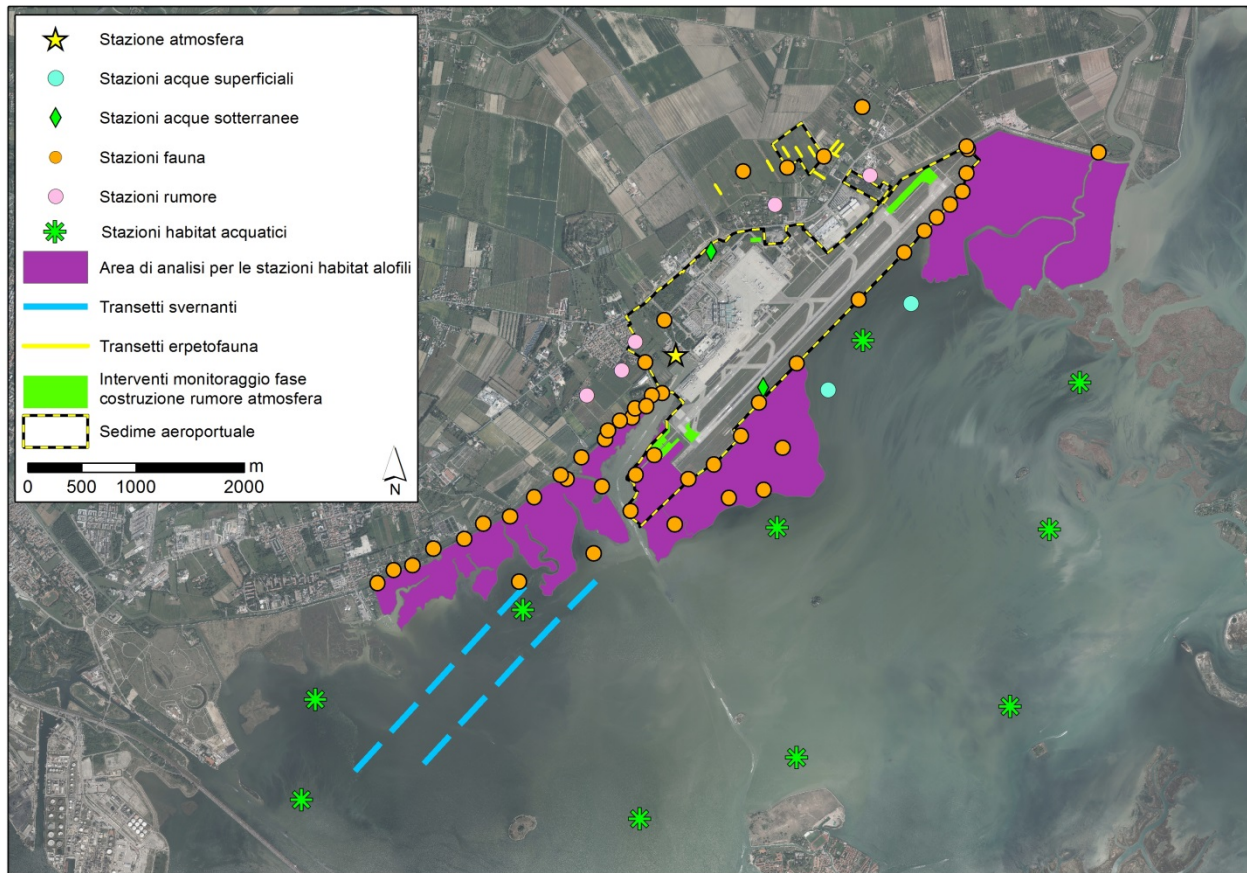 Stazione atmosfera
Stazioni acque superficiali
Stazioni acque sotterranee
Stazioni fauna
Stazioni rumore
Stazioni habitat acquatici
Area di analisi per le stazioni habitat alofili
Transetti svernanti
Transetti erpetofauna
Interventi monitoraggio fase
costruzione rumore atmosfera
Sedime aeroportuale
m
0 500 1000 2000
N